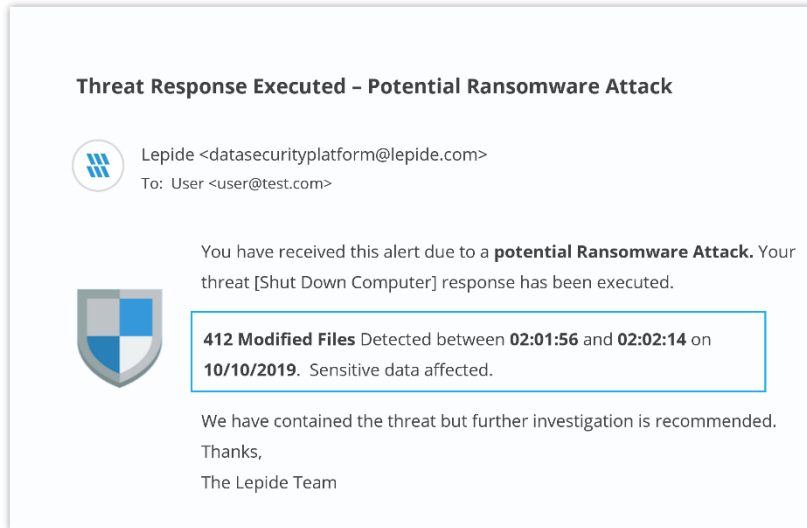 Threat Response Executed – Potential Ransomware Attack
Lepide <datasecurityplatform@lepide.com>
To: User <user@test.com>
You have received this alert due to a potential Ransomware Attack. Your
threat [Shut Down Computer] response has been executed.
412 Modified Files Detected between 02:01:56 and 02:02:14 on
10/10/2019. Sensitive data affected.
We have contained the threat but further investigation is recommended.
Thanks,
The Lepide Team